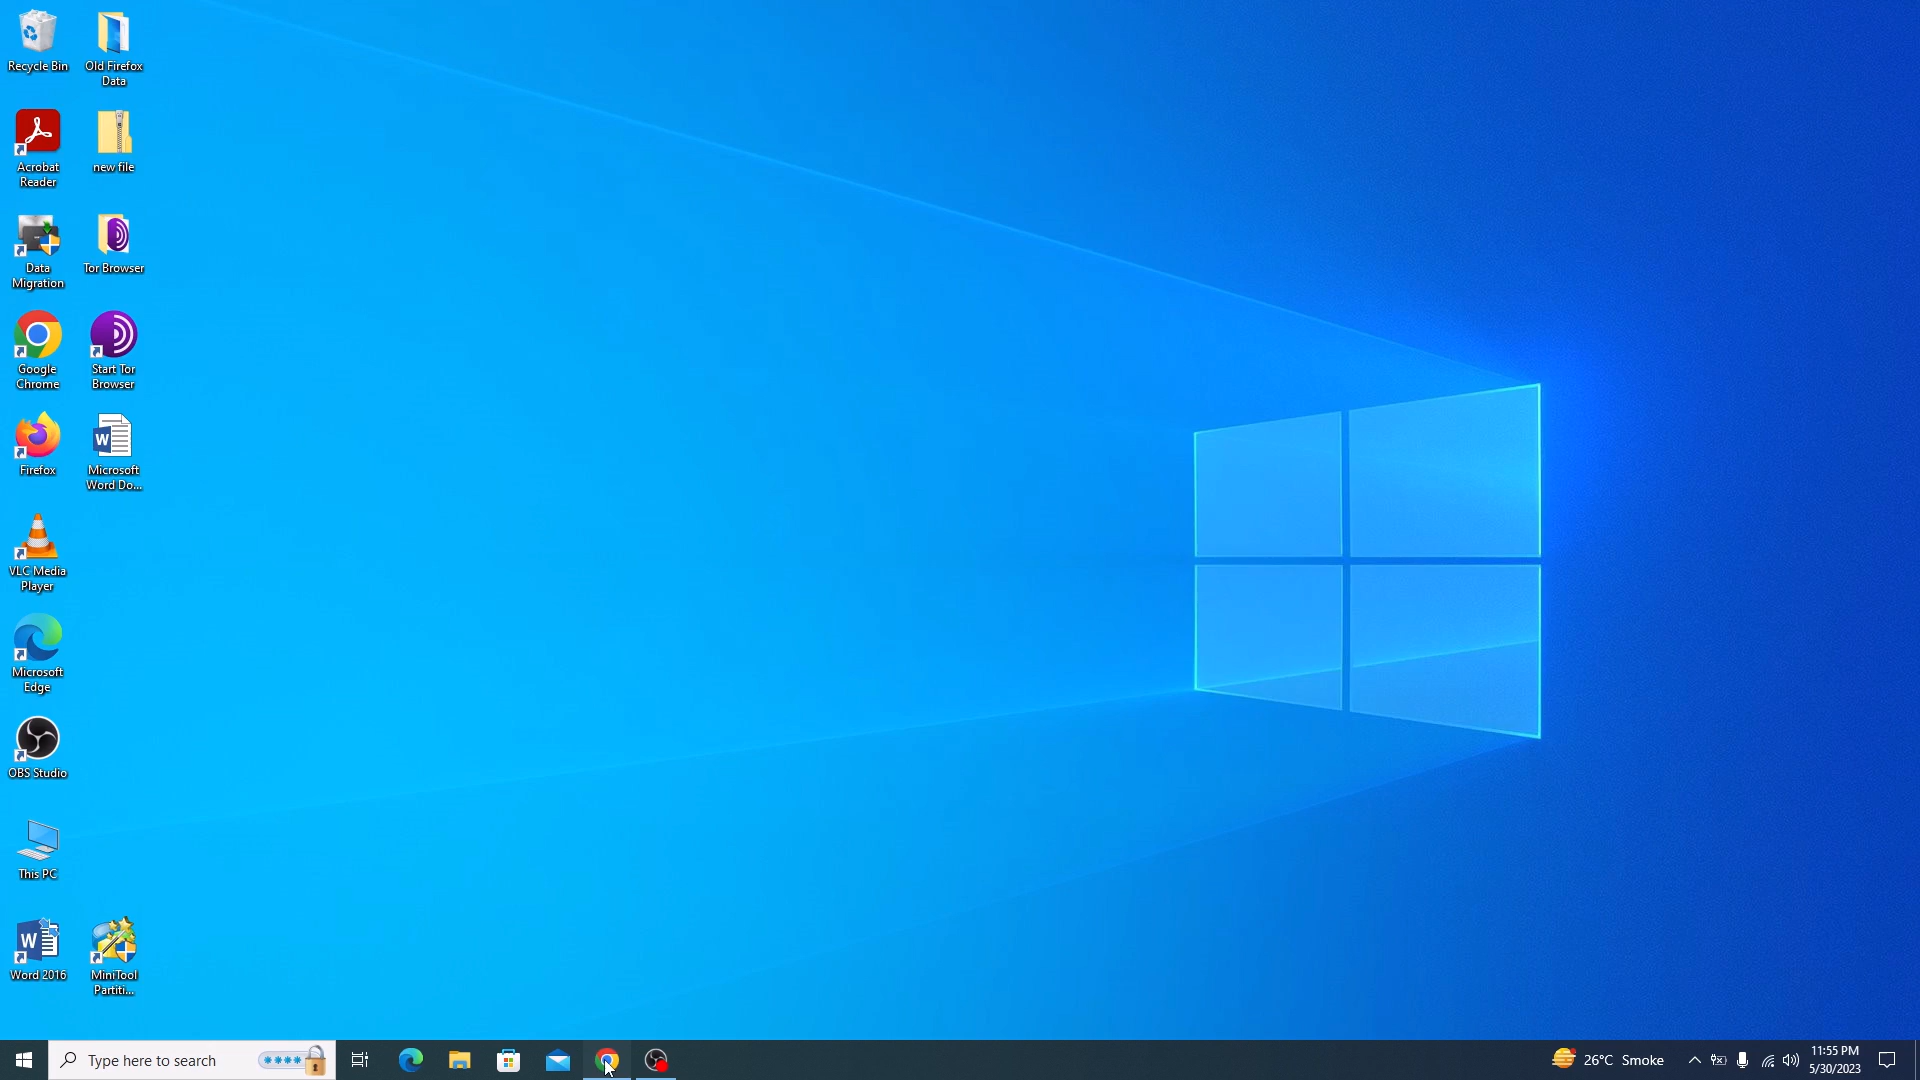 Recycle Bin
Old Firefox
Data
Acrobat
Reader
new file
Data
Migration
Tor Browser
Google
Chrome
Start Tor
Browser
Firefox
Microsoft
Word Do...
VLC Media
Player
Microsoft
Edge
OBS Studio
This PC
Word 2016
MiniTool
Partiti...
Type here to search
26°C Smoke
11:55 PM
5/30/2023